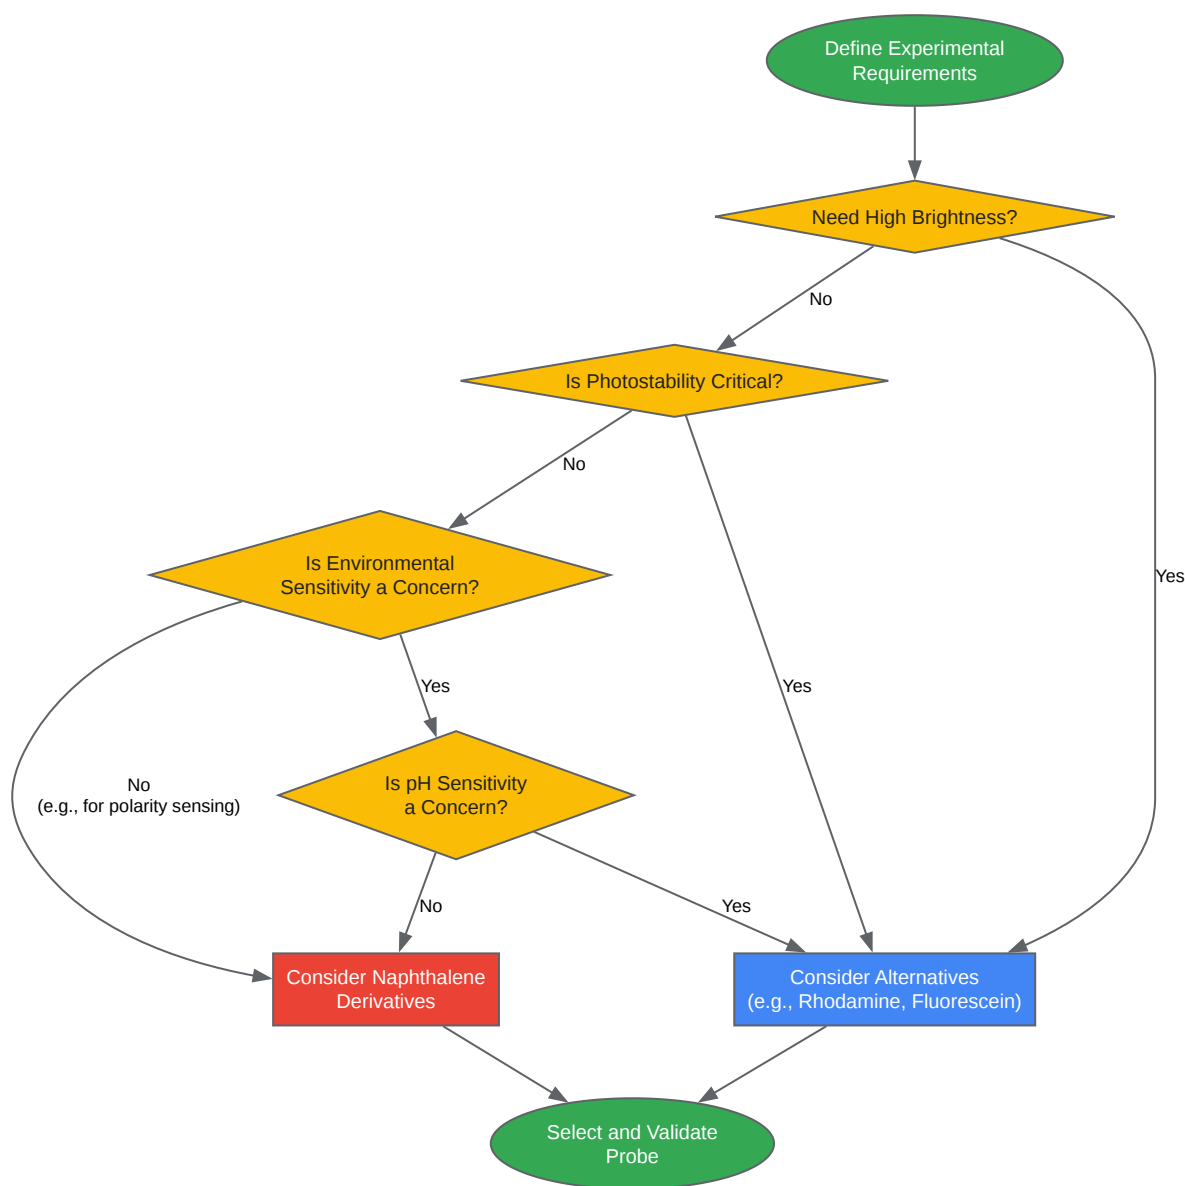 Define Experimental
Requirements
Need High Brightness?
No
Is Photostability Critical?
No
Is Environmental
Sensitivity a Concern?
Yes
Yes
Yes
No
(e.g., for polarity sensing)
Is pH Sensitivity
a Concern?
No
Yes
Consider Naphthalene
Derivatives
Consider Alternatives
(e.g., Rhodamine, Fluorescein)
Select and Validate
Probe